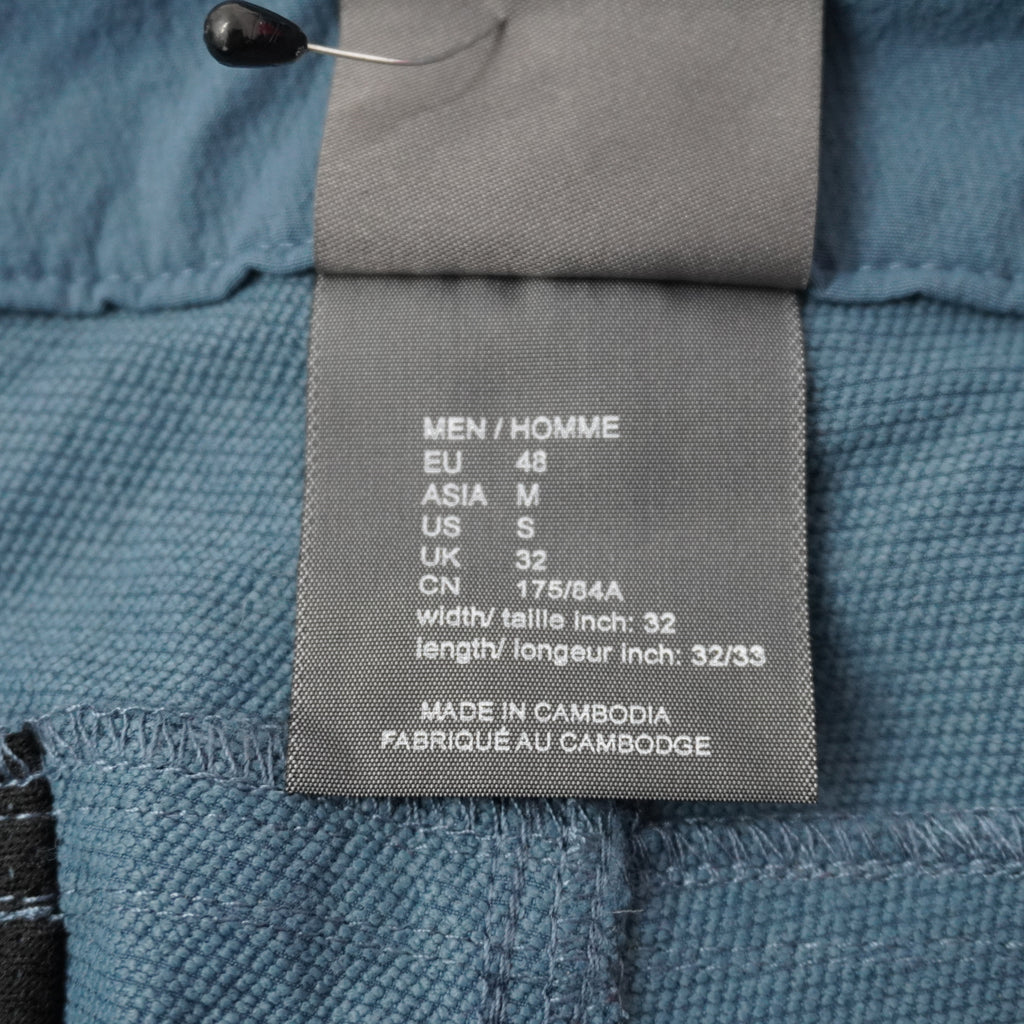 MEN / HOMME
EU 48
ASIA M
US S
UK 32
CN 175/84A
width/ taille inch: 32
length/ longeur inch: 32/33
MADE IN CAMBODIA
FABRIQUÉ AU CAMBODGE